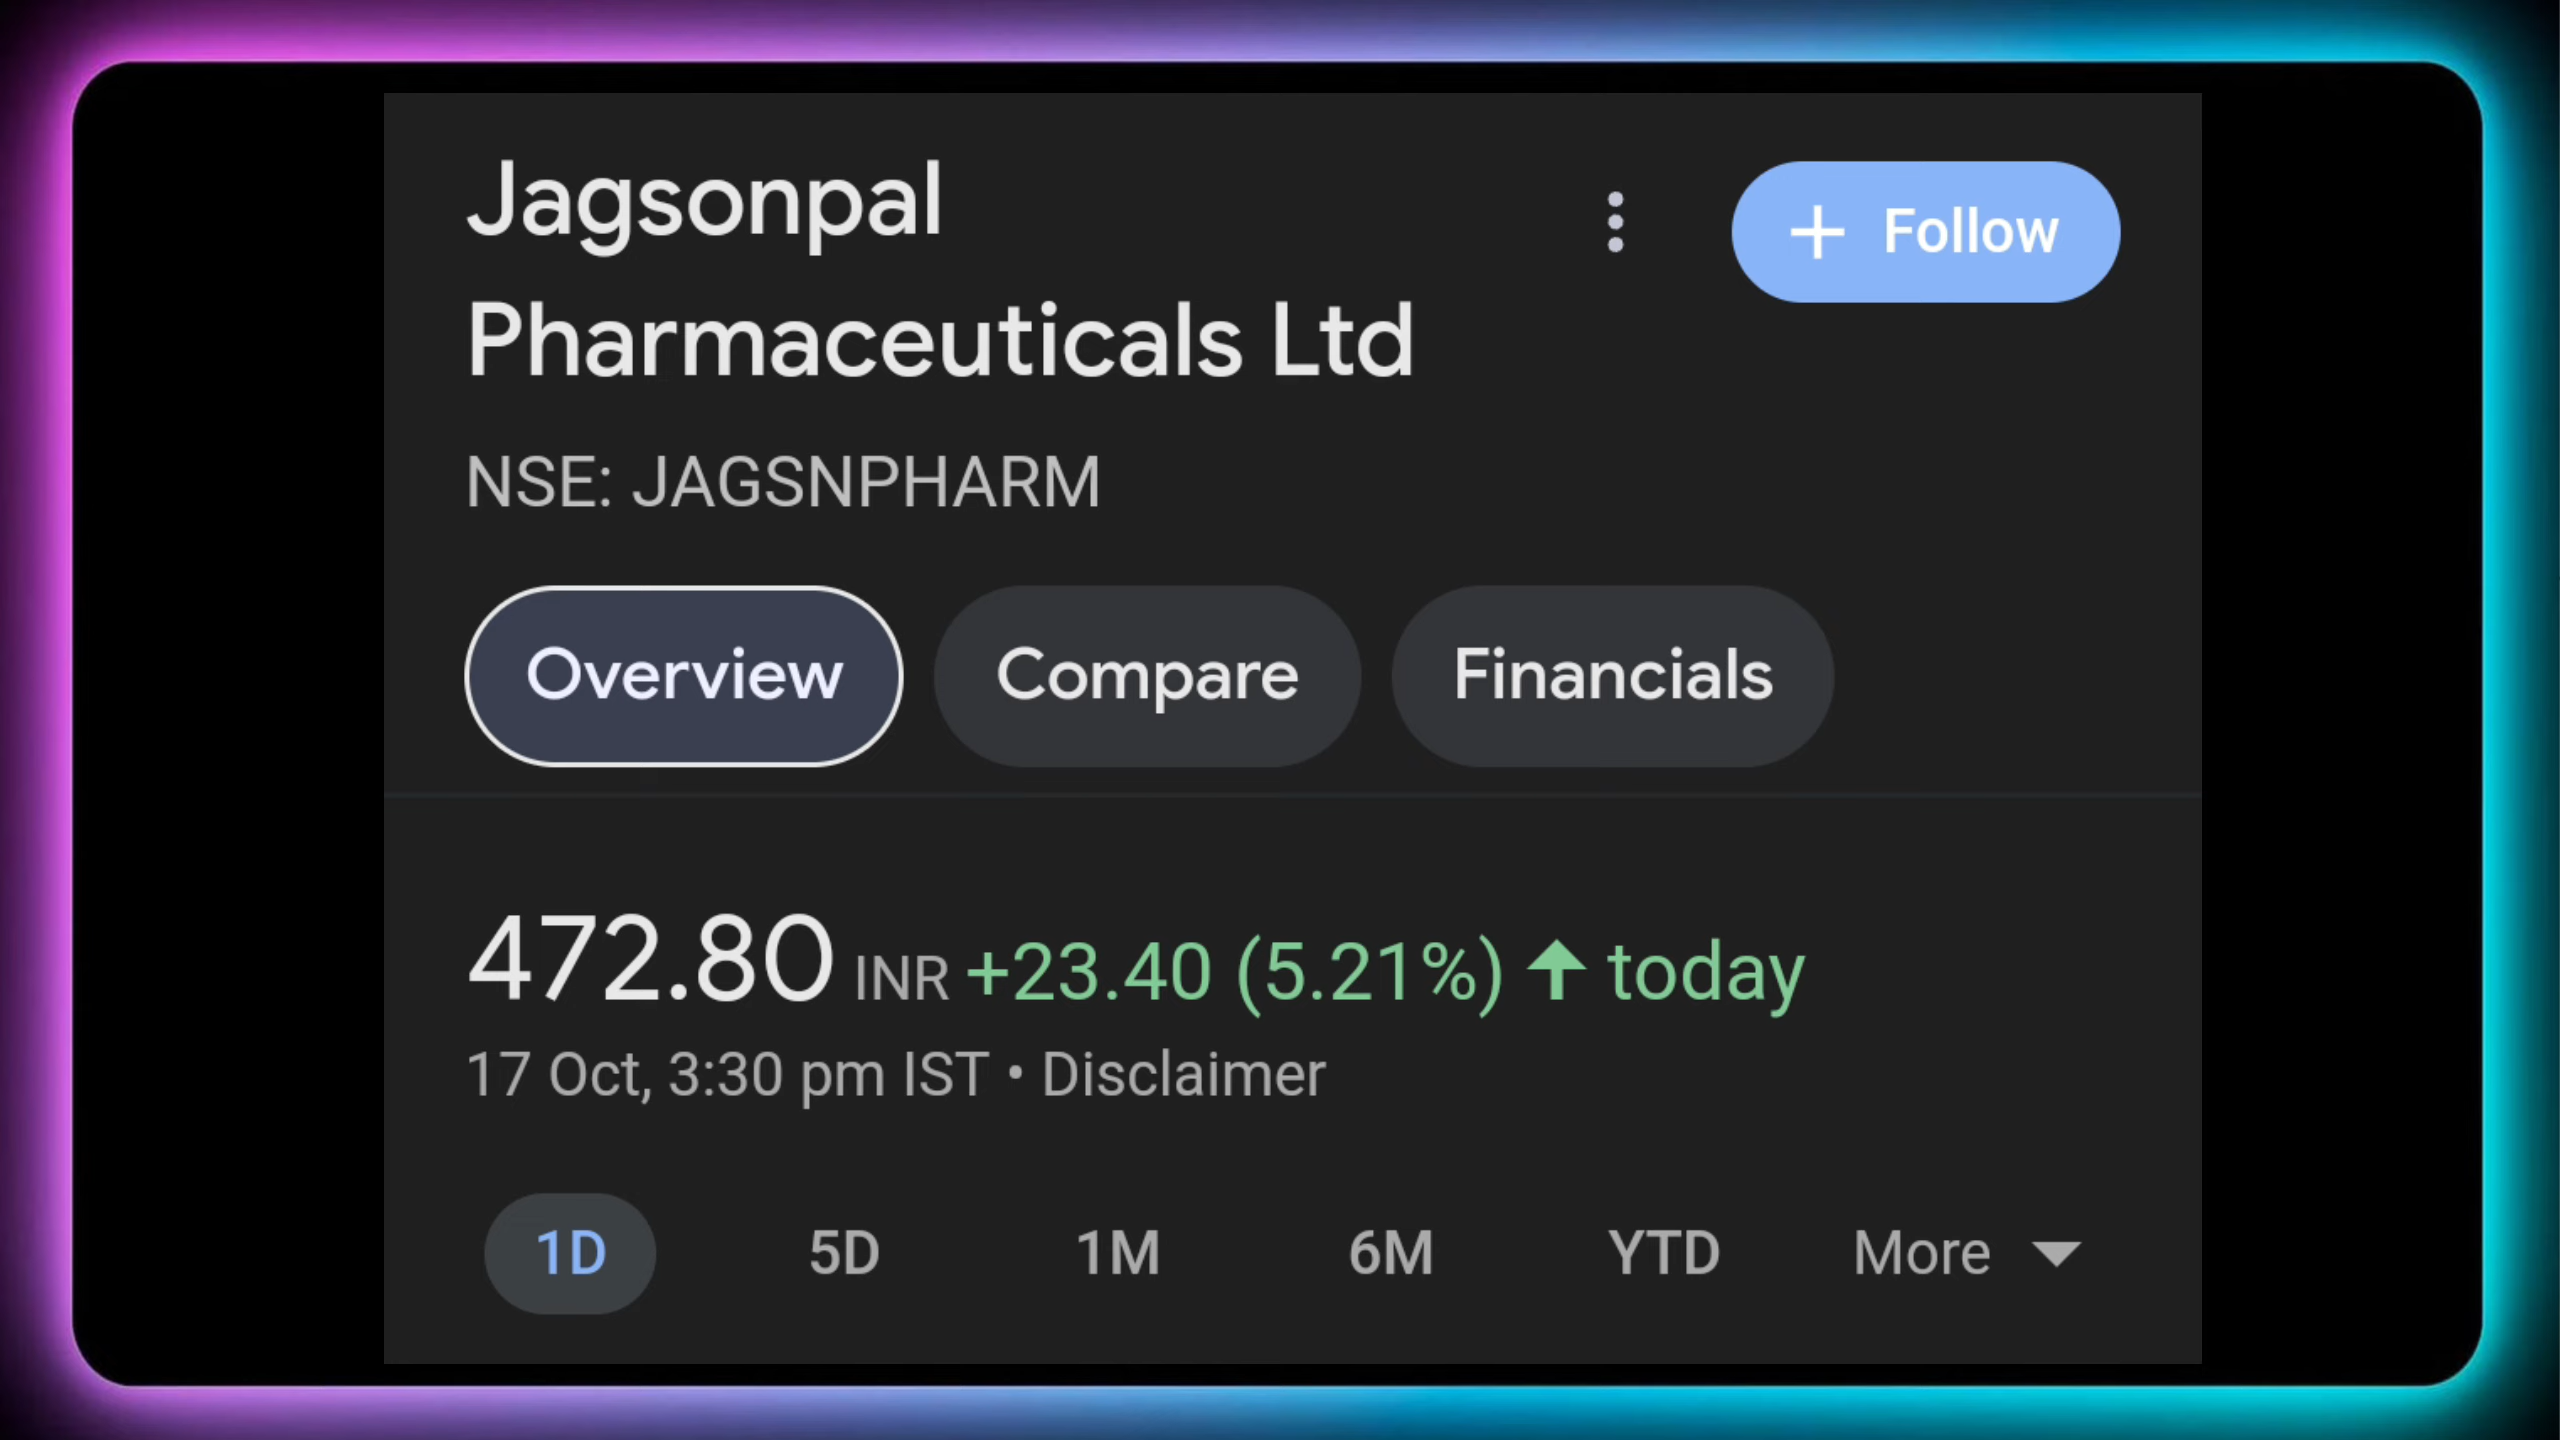 Jagsonpal
Pharmaceuticals Ltd
+ Follow
NSE: JAGSNPHARM
Overview Compare Financials
472.80 INR +23.40 (5.21%) ↑ today
17 Oct, 3:30 pm IST • Disclaimer
1D 5D 1M 6M YTD More